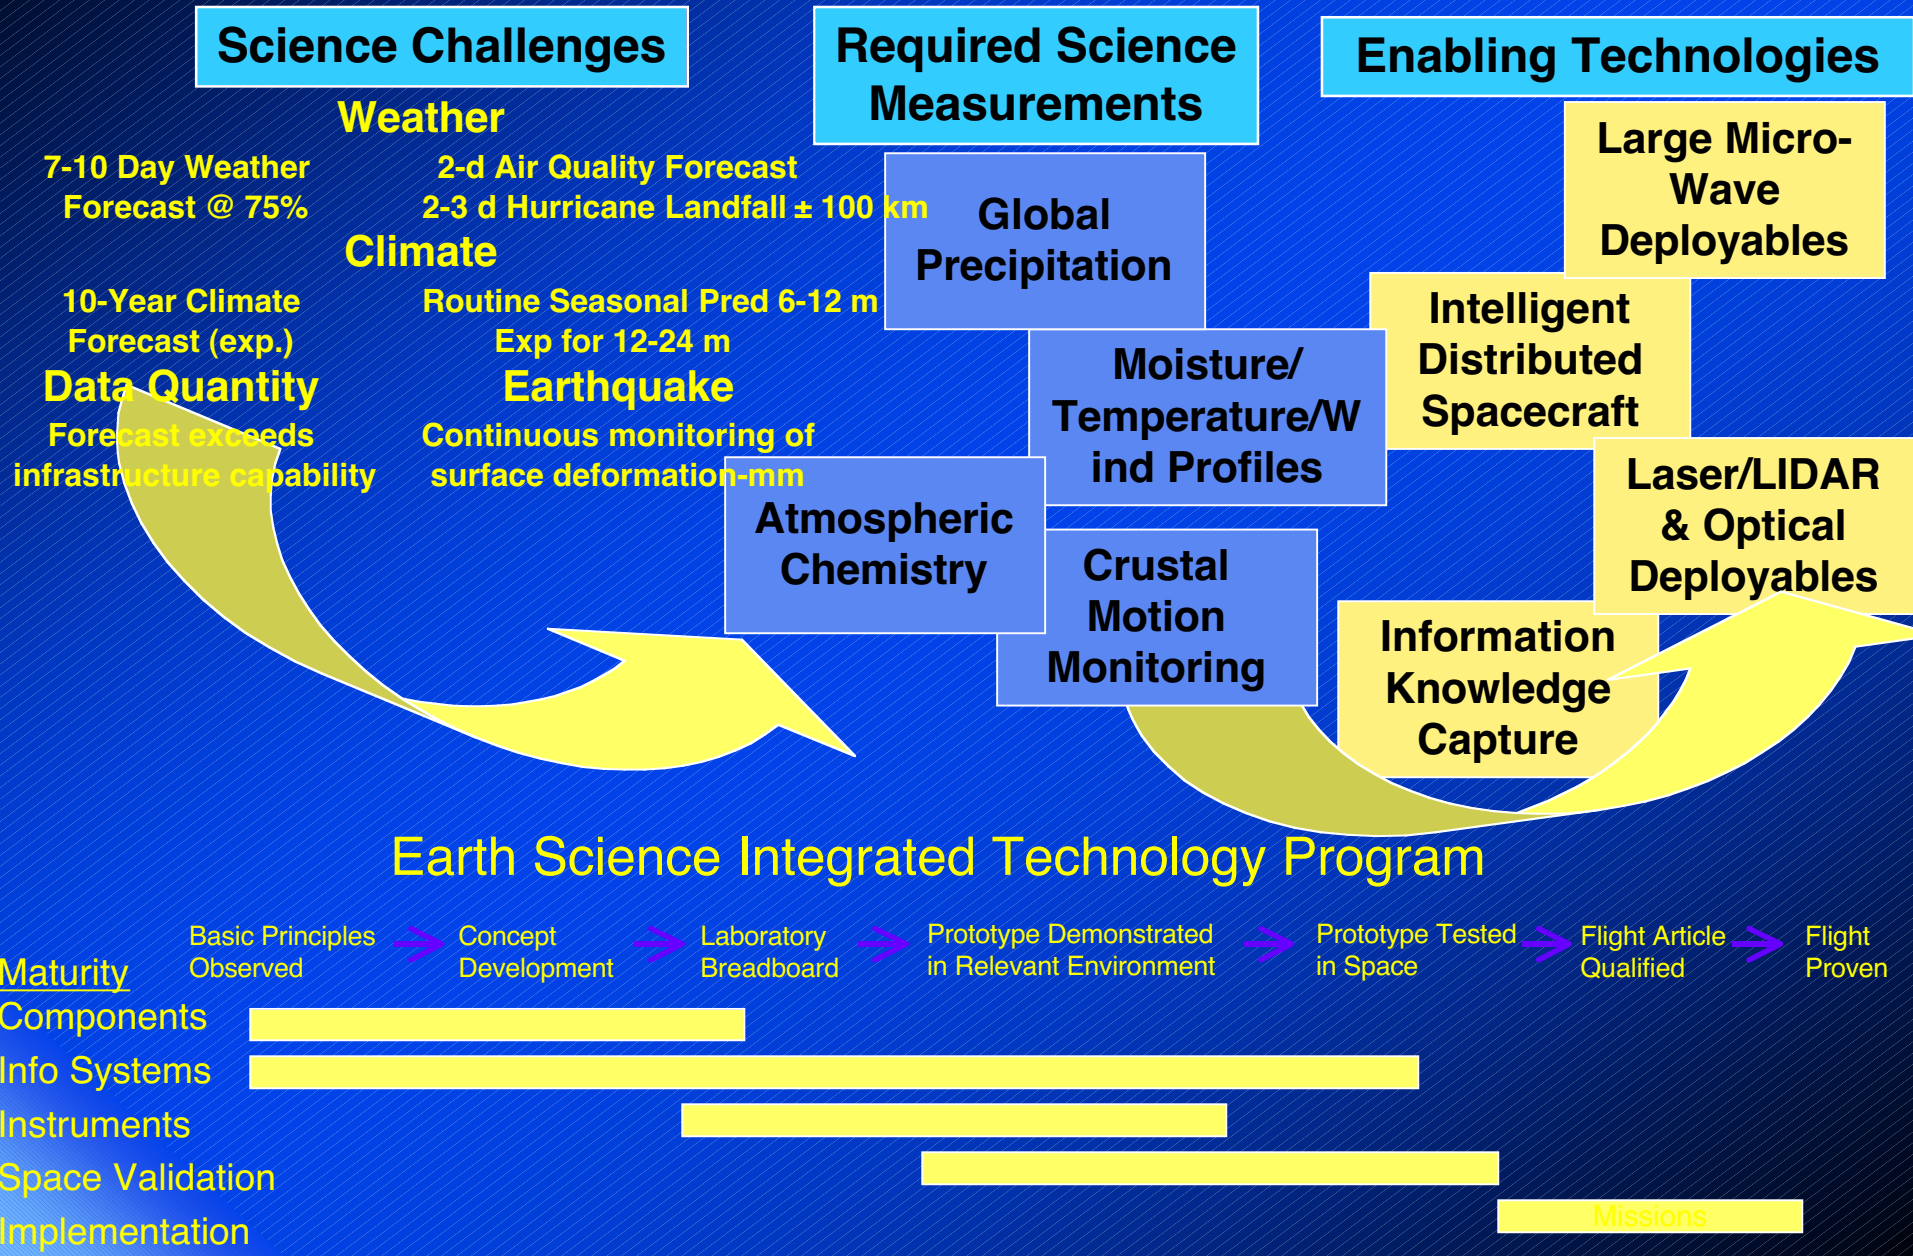 Science Challenges
Weather
7-10 Day Weather
Forecast @ 75%
2-d Air Quality Forecast
2-3 d Hurricane Landfall ± 100 km
Climate
10-Year Climate
Forecast (exp.)
Routine Seasonal Pred 6-12 m
Exp for 12-24 m
Data Quantity
Forecast exceeds
infrastructure capability
Earthquake
Continuous monitoring of
surface deformation-mm
Required Science
Measurements
Global
Precipitation
Moisture/
Temperature/W
ind Profiles
Atmospheric
Chemistry
Crustal
Motion
Monitoring
Enabling Technologies
Large Micro-
Wave
Deployables
Intelligent
Distributed
Spacecraft
Laser/LIDAR
& Optical
Deployables
Information
Knowledge
Capture
Earth Science Integrated Technology Program
Maturity
Basic Principles
Observed
Concept
Development
Laboratory
Breadboard
Prototype Demonstrated
in Relevant Environment
Prototype Tested
in Space
Flight Article
Qualified
Flight
Proven
Components
Info Systems
Instruments
Space Validation
Implementation
Missions